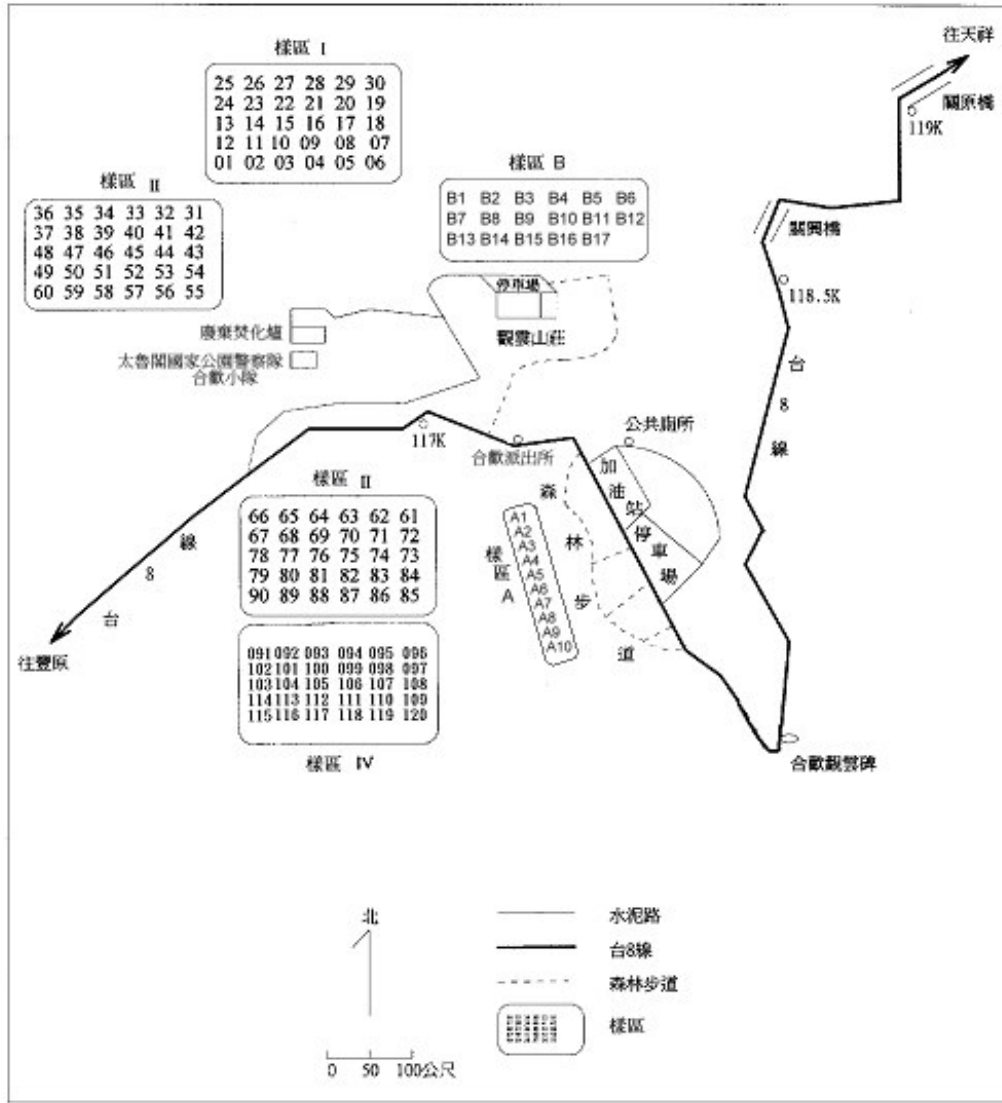 樣區 I
25 26 27 28 29 30
24 23 22 21 20 19
13 14 15 16 17 18
12 11 10 09 08 07
01 02 03 04 05 06
往天祥
關原橋
119K
樣區 II
36 35 34 33 32 31
37 38 39 40 41 42
48 47 46 45 44 43
49 50 51 52 53 54
60 59 58 57 56 55
樣區 B
B1 B2 B3 B4 B5 B6
B7 B8 B9 B10 B11 B12
B13 B14 B15 B16 B17
關興橋
118.5K
停車場
觀雲山莊
廢棄焚化爐
太魯閣國家公園警察隊
合歡小隊
台8線
117K
合歡派出所
公共廁所
加油站
停車場
森林步道
樣區 II
66 65 64 63 62 61
67 68 69 70 71 72
78 77 76 75 74 73
79 80 81 82 83 84
90 89 88 87 86 85
樣區A
A1
A2
A3
A4
A5
A6
A7
A8
A9
A10
台8線
往豐原
091 092 093 094 095 096
102 101 100 099 098 097
103 104 105 106 107 108
114 113 112 111 110 109
115 116 117 118 119 120
樣區 IV
合歡觀雲碑
北
水泥路
台8線
森林步道
樣區
0 50 100公尺